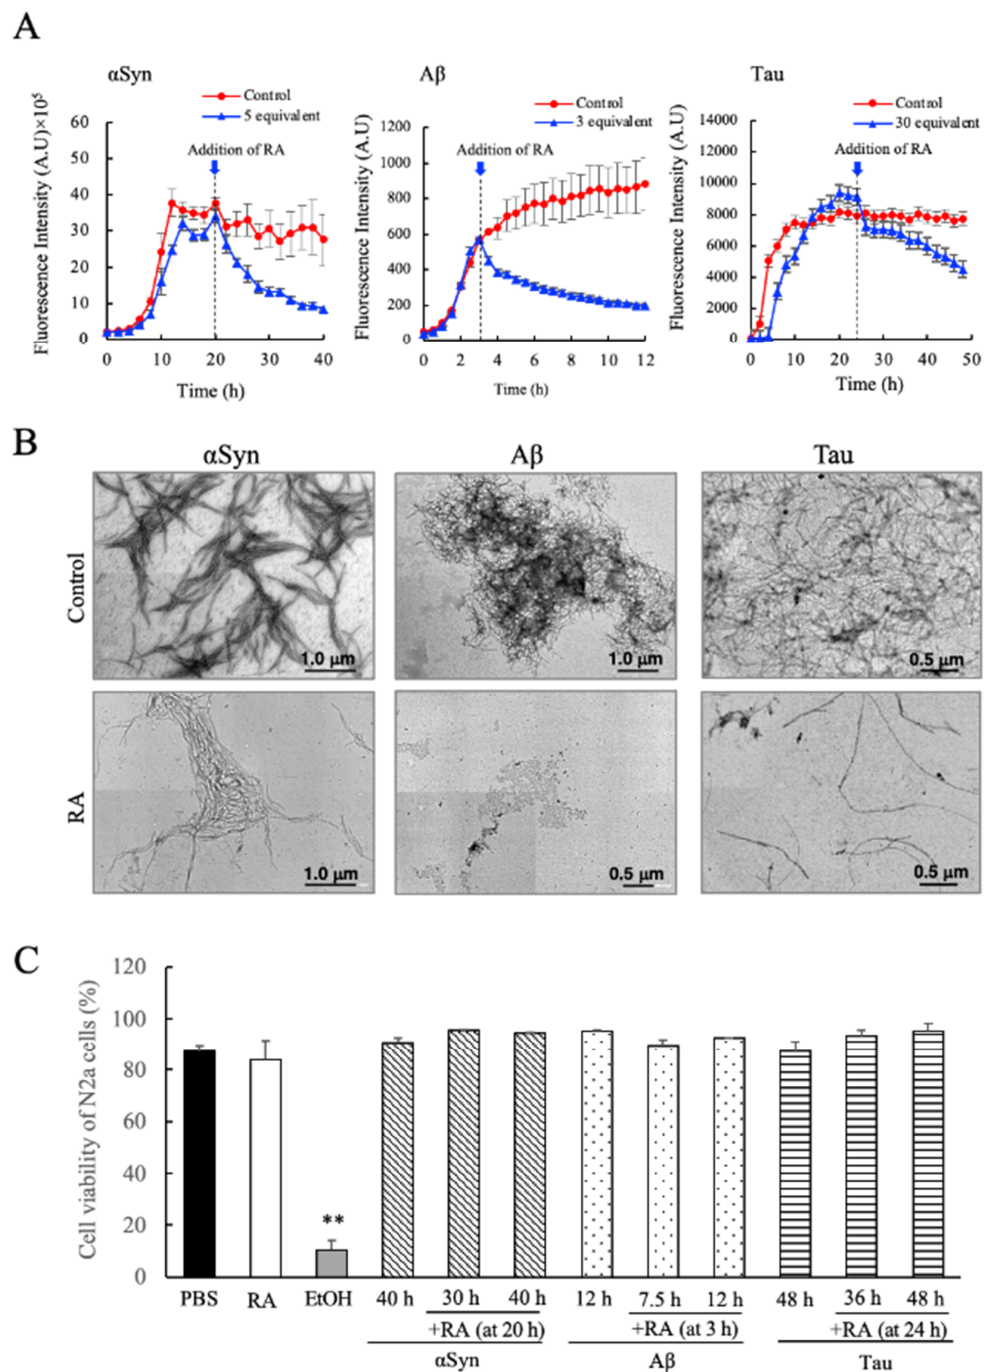 A
αSyn
Control
5 equivalent
Addition of RA
Fluorescence Intensity (A.U)×10⁵
60
50
40
30
20
10
0
0 10 20 30 40
Time (h)
Aβ
Control
3 equivalent
Addition of RA
Fluorescence Intensity (A.U)
1200
1000
800
600
400
200
0
0 2 4 6 8 10 12
Time (h)
Tau
Control
30 equivalent
Addition of RA
Fluorescence Intensity (A.U)
14000
12000
10000
8000
6000
4000
2000
0
0 10 20 30 40 50
Time (h)
B
αSyn Aβ Tau
Control
1.0 μm 1.0 μm 0.5 μm
RA
1.0 μm 0.5 μm 0.5 μm
C
Cell viability of N2a cells (%)
120
100
80
60
40
20
0
**
PBS RA EtOH 40 h 30 h 40 h 12 h 7.5 h 12 h 48 h 36 h 48 h
+RA (at 20 h) +RA (at 3 h) +RA (at 24 h)
αSyn Aβ Tau